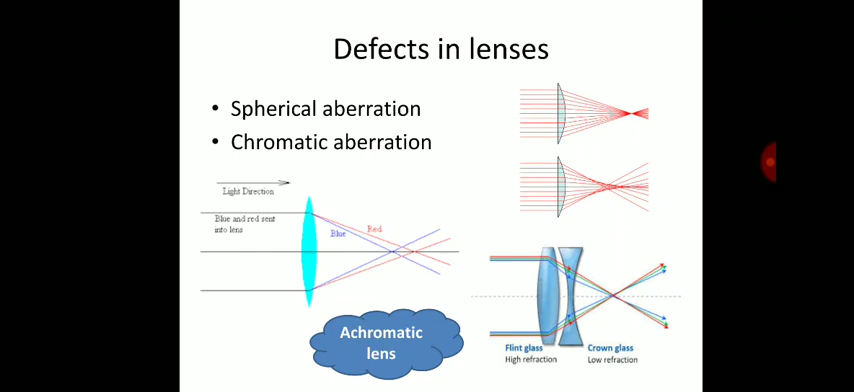 Defects in lenses
• Spherical aberration
• Chromatic aberration
Light Direction
Blue and red sent
into lens
Blue
Red
Achromatic
lens
Flint glass
High refraction
Crown glass
Low refraction